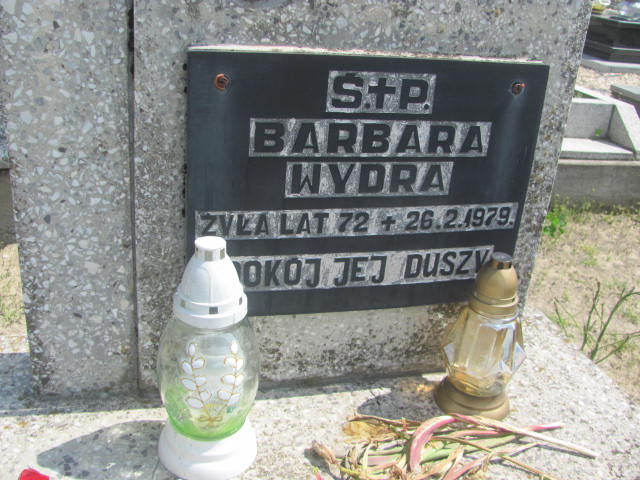 Ś+P.
BARBARA
WYDRA
ŻYŁA LAT 72 + 26.2.1979.
POKÓJ JEJ DUSZY